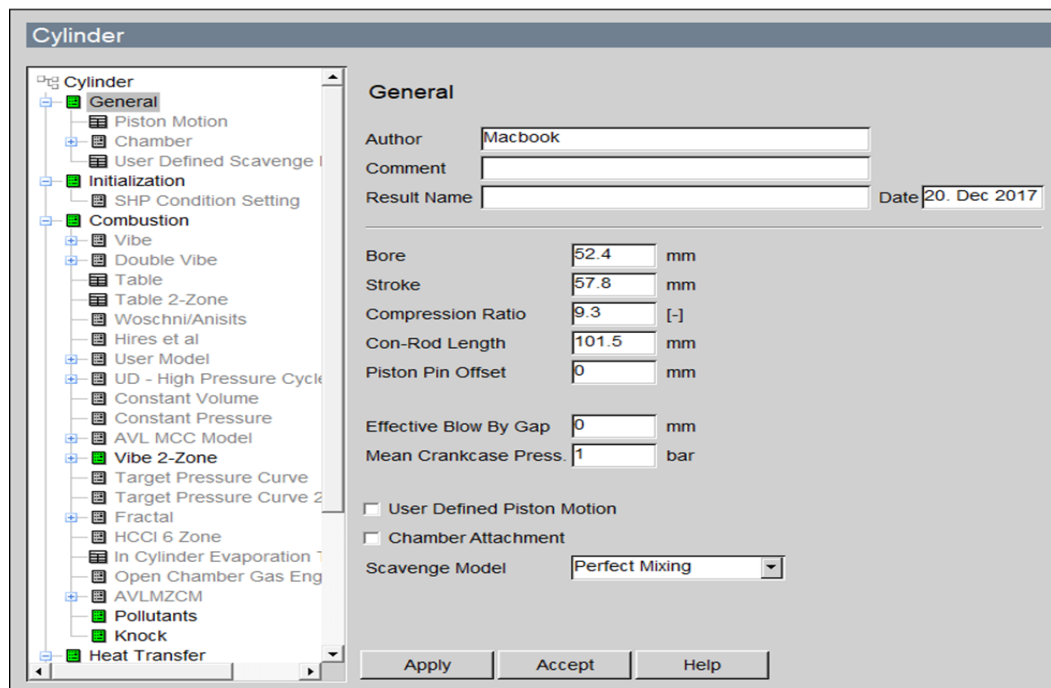 Cylinder
Cylinder
General
Piston Motion
Chamber
User Defined Scavenge
Initialization
SHP Condition Setting
Combustion
Vibe
Double Vibe
Table
Table 2-Zone
Woschni/Anisits
Hires et al
User Model
UD - High Pressure Cycle
Constant Volume
Constant Pressure
AVL MCC Model
Vibe 2-Zone
Target Pressure Curve
Target Pressure Curve 2
Fractal
HCCI 6 Zone
In Cylinder Evaporation
Open Chamber Gas Eng
AVLMZCM
Pollutants
Knock
Heat Transfer
General
Author Macbook
Comment
Result Name Date 20. Dec 2017
Bore 52.4 mm
Stroke 57.8 mm
Compression Ratio 9.3 [-]
Con-Rod Length 101.5 mm
Piston Pin Offset 0 mm
Effective Blow By Gap 0 mm
Mean Crankcase Press. 1 bar
User Defined Piston Motion
Chamber Attachment
Scavenge Model Perfect Mixing
Apply Accept Help